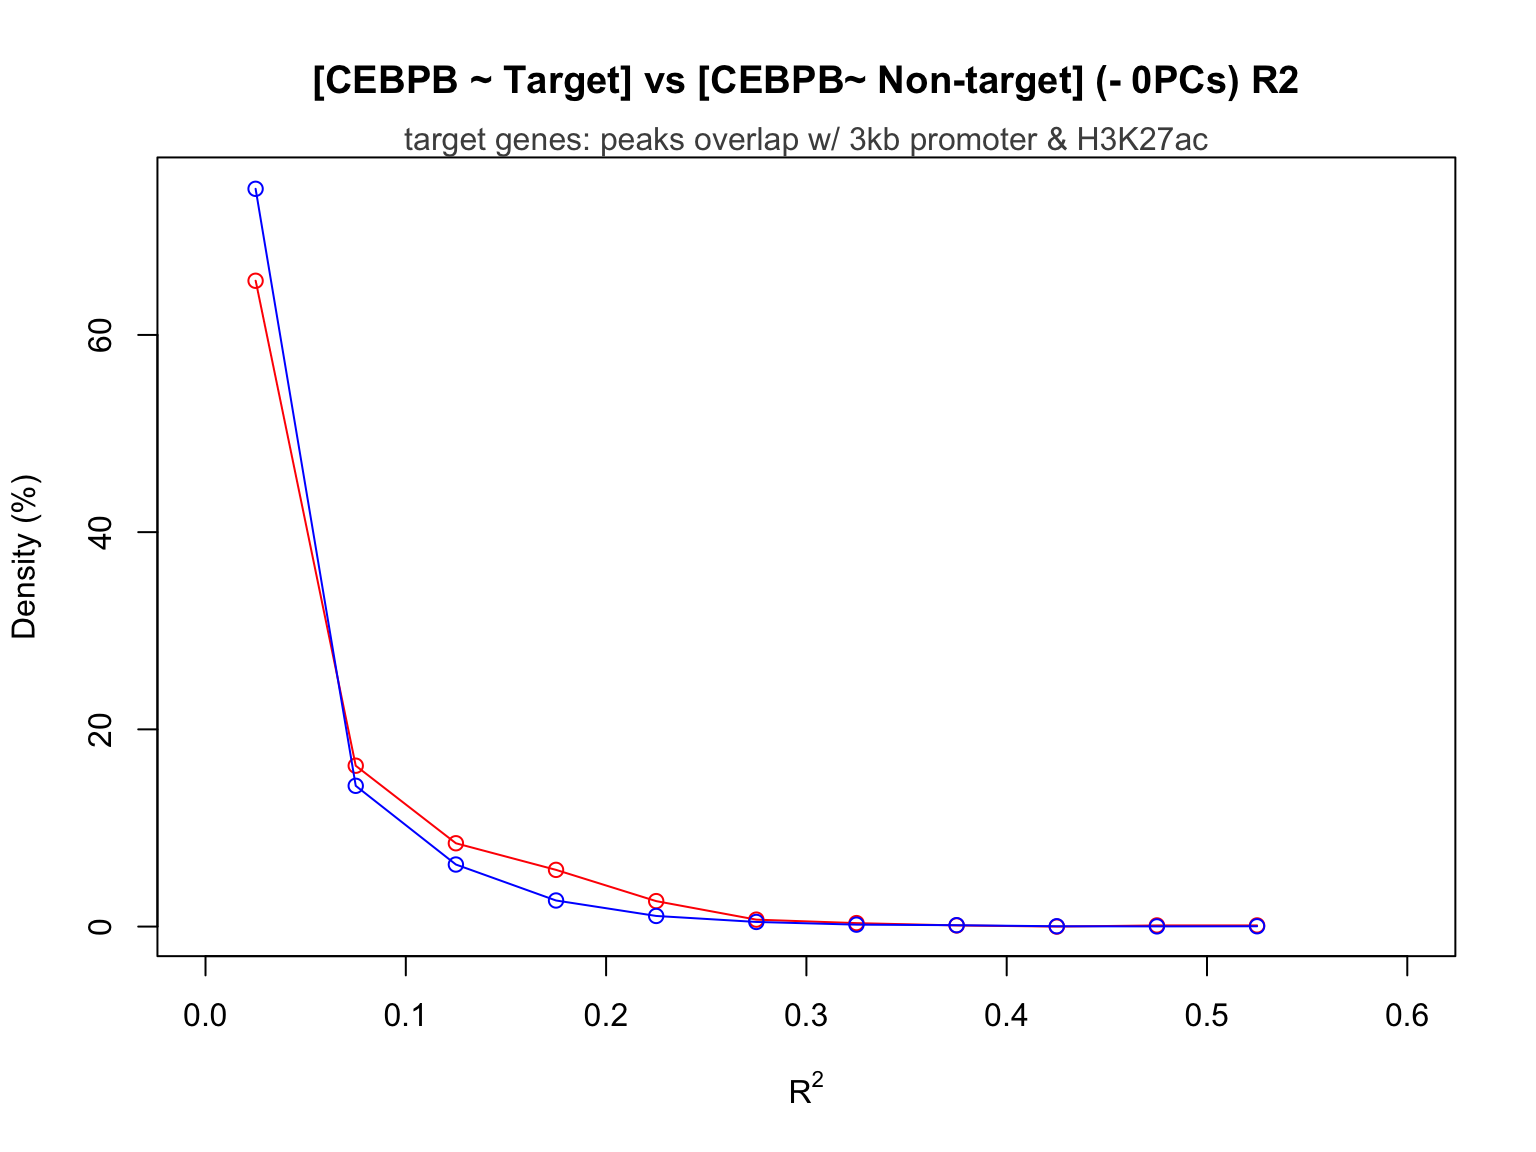 [CEBPB ~ Target] vs [CEBPB~ Non-target] (- 0PCs) R2
target genes: peaks overlap w/ 3kb promoter & H3K27ac
Density (%)
60
40
20
0
0.0 0.1 0.2 0.3 0.4 0.5 0.6
R²